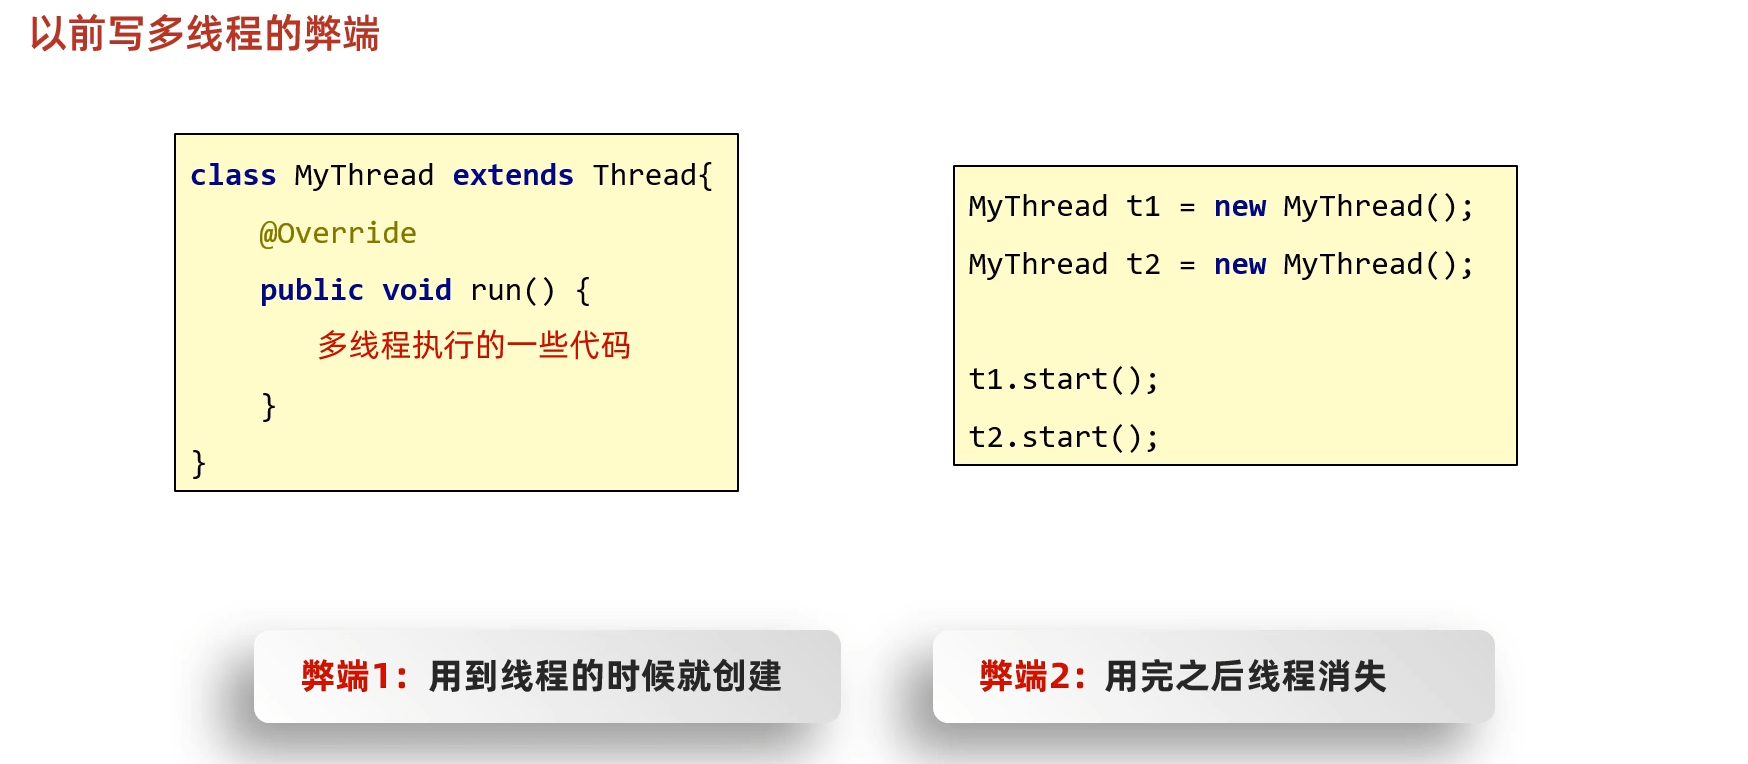 以前写多线程的弊端
class MyThread extends Thread{
@Override
public void run() {
多线程执行的一些代码
}
}
MyThread t1 = new MyThread();
MyThread t2 = new MyThread();
t1.start();
t2.start();
弊端1：用到线程的时候就创建
弊端2：用完之后线程消失